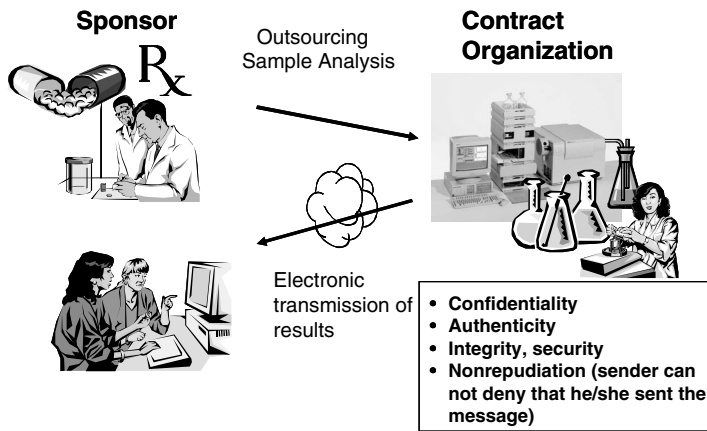 Sponsor
Rx
Outsourcing
Sample Analysis
Contract
Organization
Electronic
transmission of
results
• Confidentiality
• Authenticity
• Integrity, security
• Nonrepudiation (sender can
not deny that he/she sent the
message)